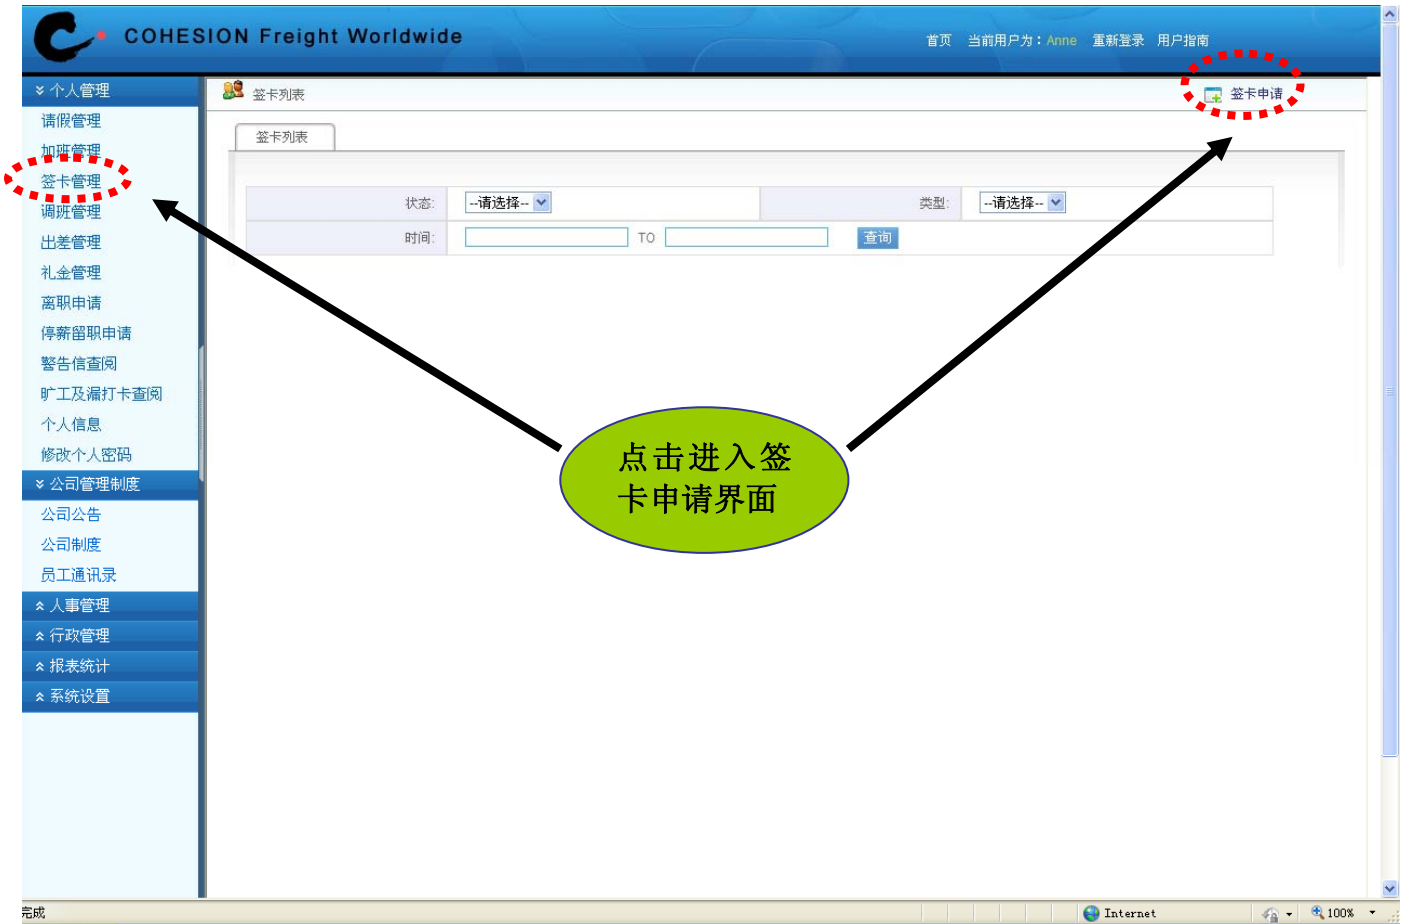 COHESION Freight Worldwide
首页 当前用户为：Anne 重新登录 用户指南
个人管理
请假管理
加班管理
签卡管理
调班管理
出差管理
礼金管理
离职申请
停薪留职申请
警告信查阅
旷工及漏打卡查阅
个人信息
修改个人密码
公司管理制度
公司公告
公司制度
员工通讯录
人事管理
行政管理
报表统计
系统设置
签卡列表
签卡申请
签卡列表
状态: --请选择-- 类型: --请选择--
时间: TO 查询
点击进入签
卡申请界面
完成 Internet 100%